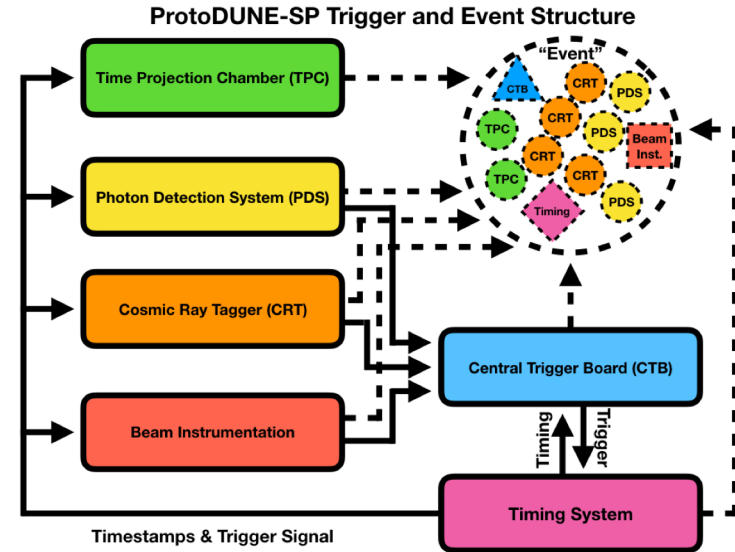 ProtoDUNE-SP Trigger and Event Structure
Time Projection Chamber (TPC)
Photon Detection System (PDS)
Cosmic Ray Tagger (CRT)
Beam Instrumentation
“Event”
CTB
CRT
PDS
TPC
CRT
PDS
Beam
Inst.
CRT
TPC
CRT
PDS
Timing
Central Trigger Board (CTB)
Timing
Trigger
Timing System
Timestamps & Trigger Signal